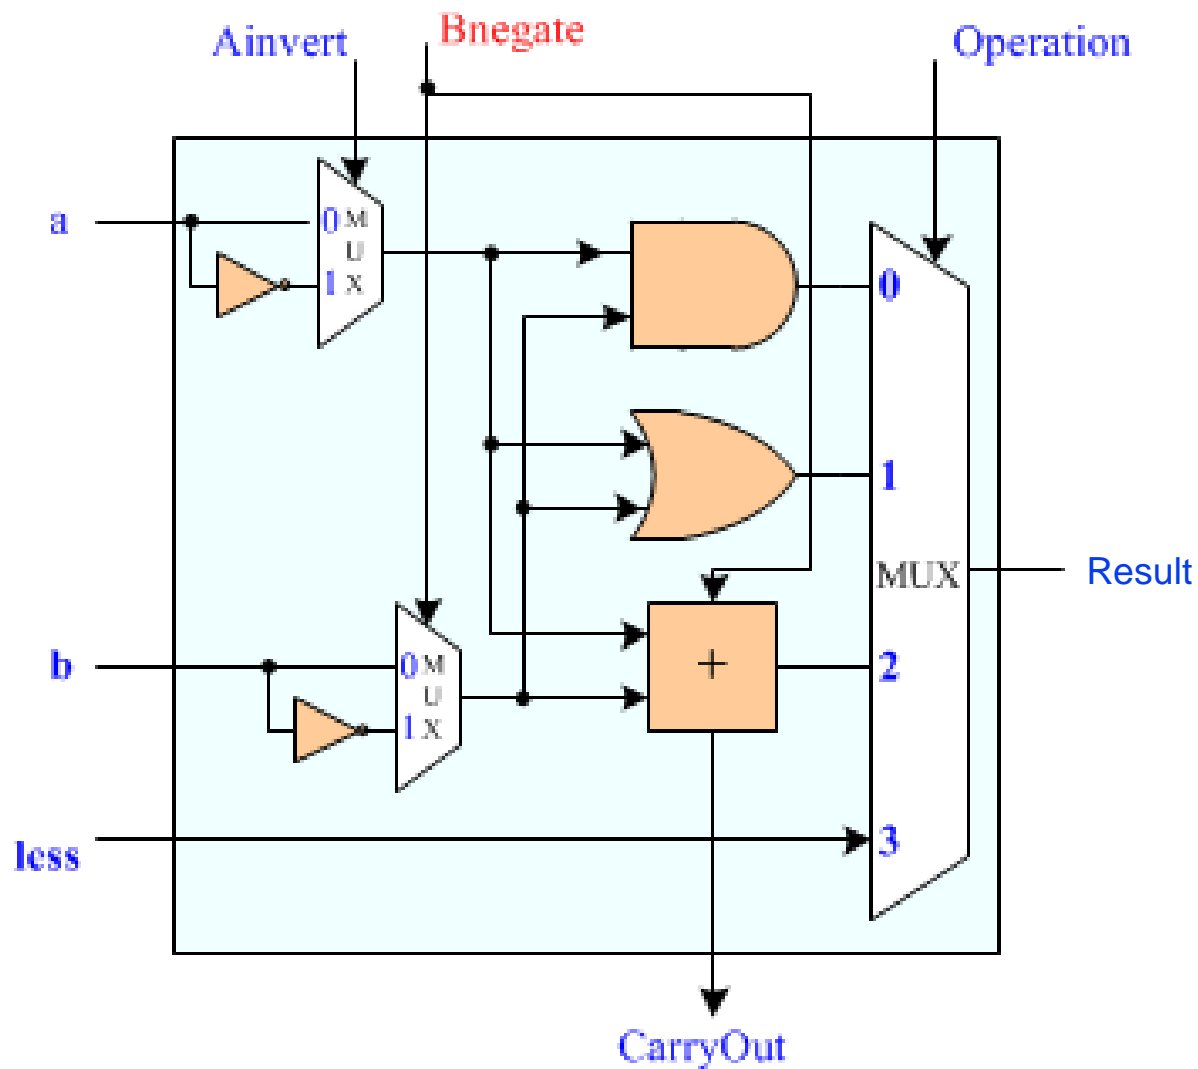 Ainvert
Bnegate
Operation
a
0 M
U
1 X
0
1
MUX
Result
b
0 M
U
1 X
+
2
less
3
CarryOut